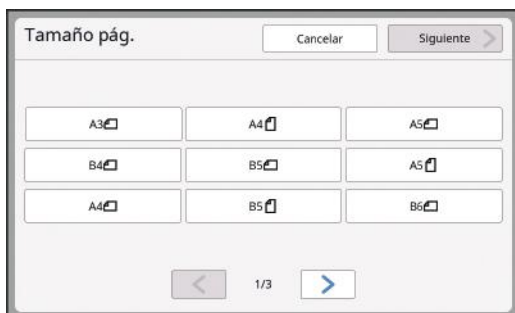 Tamaño pág.
Cancelar
Siguiente
A3
A4
A5
B4
B5
A5
A4
B5
B6
1/3